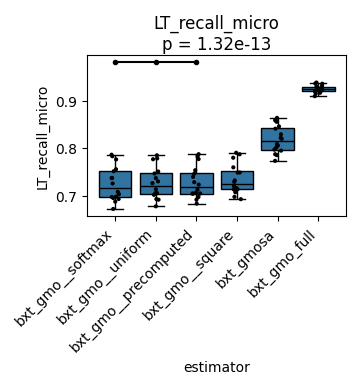 LT_recall_micro
p = 1.32e-13
LT_recall_micro
0.9
0.8
0.7
bxt_gmo__softmax
bxt_gmo__uniform
bxt_gmo__precomputed
bxt_gmo__square
bxt_gmosa
bxt_gmo_full
estimator